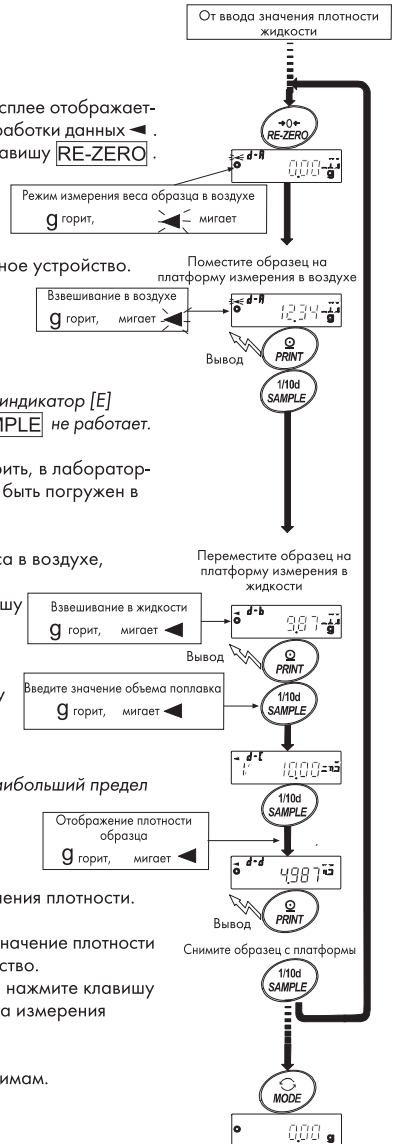 От ввода значения плотности
жидкости
сплее отображает-
работки данных ◄ .
авишу RE-ZERO .
→0←
RE-ZERO
d-A
0.00 g
Режим измерения веса образца в воздухе
g горит, ◄ мигает
ное устройство.
Поместите образец на
платформу измерения в воздухе
Взвешивание в воздухе
g горит, мигает ◄
d-A
12.34 g
Вывод
PRINT
1/10d
SAMPLE
индикатор [E]
MPLE не работает.
рить, в лаборатор-
быть погружен в
са в воздухе,
Переместите образец на
платформу измерения в
жидкости
шу
Взвешивание в жидкости
g горит, мигает ◄
d-b
9.87 g
Вывод
PRINT
у
Введите значение объема поплавка
g горит, мигает ◄
1/10d
SAMPLE
d-C
10.00
аибольший предел
1/10d
SAMPLE
Отображение плотности
образца
g горит, мигает ◄
d-d
4.987
ления плотности.
Вывод
PRINT
начение плотности
ство.
Снимите образец с платформы
нажмите клавишу
а измерения
1/10d
SAMPLE
имам.
MODE
0.00 g